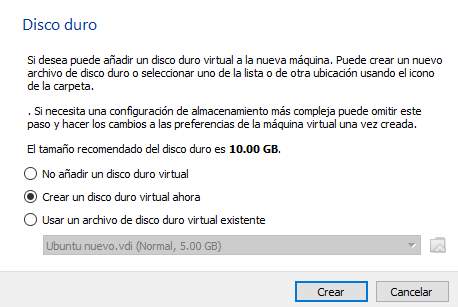 Disco duro
Si desea puede añadir un disco duro virtual a la nueva máquina. Puede crear un nuevo
archivo de disco duro o seleccionar uno de la lista o de otra ubicación usando el icono
de la carpeta.
. Si necesita una configuración de almacenamiento más compleja puede omitir este
paso y hacer los cambios a las preferencias de la máquina virtual una vez creada.
El tamaño recomendado del disco duro es 10.00 GB.
No añadir un disco duro virtual
Crear un disco duro virtual ahora
Usar un archivo de disco duro virtual existente
Ubuntu nuevo.vdi (Normal, 5.00 GB)
Crear
Cancelar